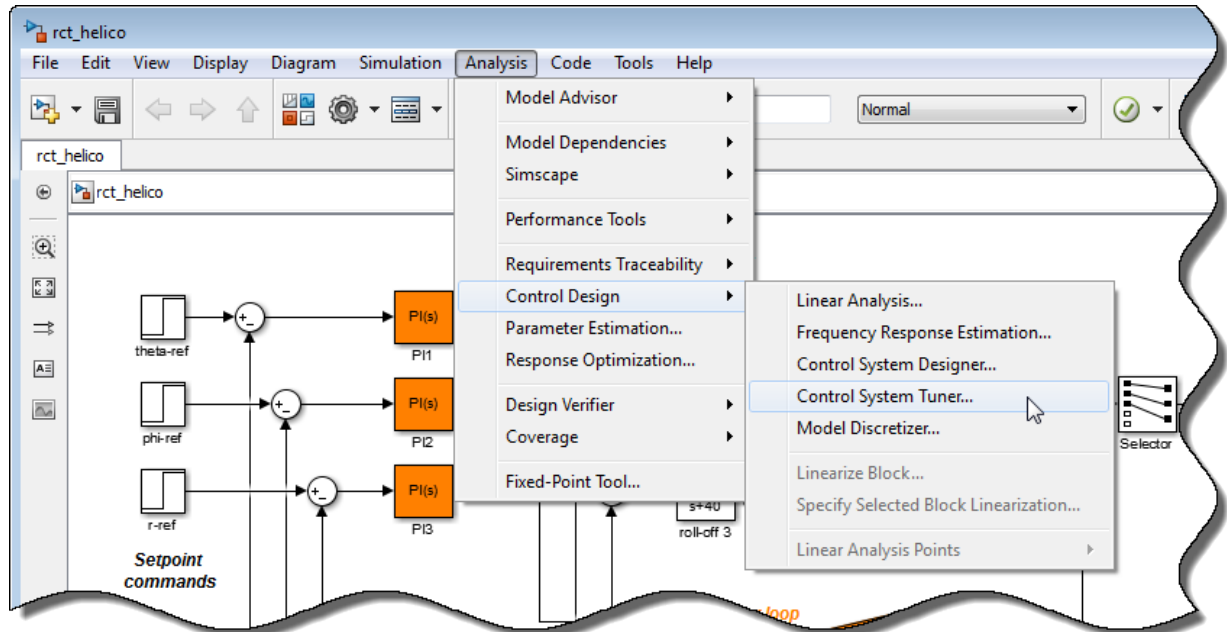 rct_helico
File Edit View Display Diagram Simulation Analysis Code Tools Help
Normal
rct_helico
rct_helico
Model Advisor
Model Dependencies
Simscape
Performance Tools
Requirements Traceability
Control Design
Parameter Estimation...
Response Optimization...
Design Verifier
Coverage
Fixed-Point Tool...
Linear Analysis...
Frequency Response Estimation...
Control System Designer...
Control System Tuner...
Model Discretizer...
Linearize Block...
Specify Selected Block Linearization...
Linear Analysis Points
theta-ref
PI(s)
PI1
phi-ref
PI(s)
PI2
r-ref
PI(s)
PI3
Setpoint
commands
s+40
roll-off 3
Selector
loop